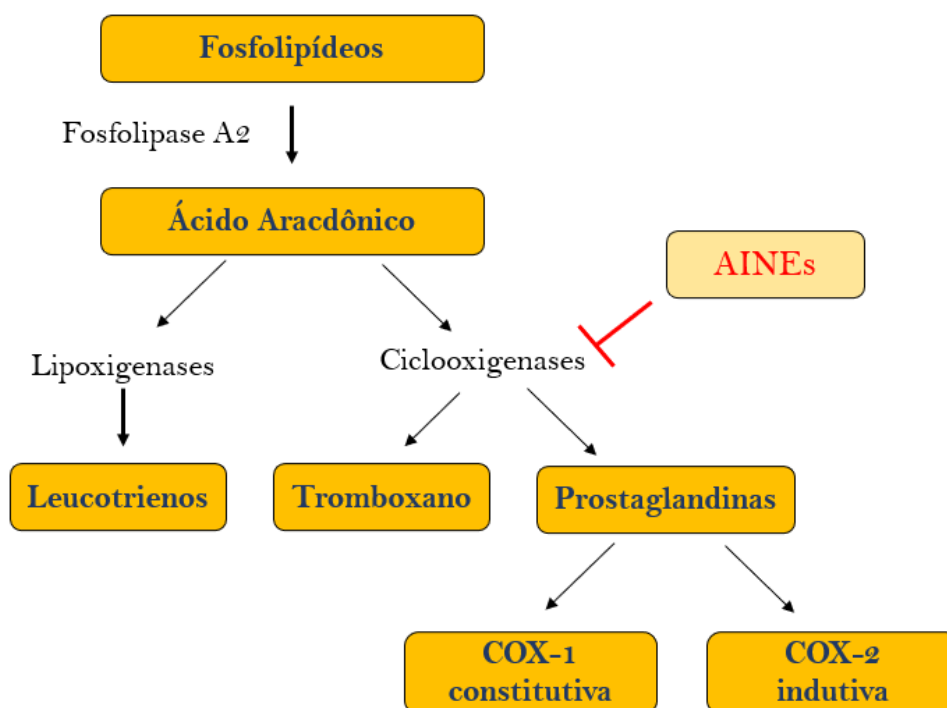 Fosfolipídeos
Fosfolipase A2
Ácido Aracdônico
AINEs
Lipoxigenases
Ciclooxigenases
Leucotrienos
Tromboxano
Prostaglandinas
COX-1
constitutiva
COX-2
indutiva